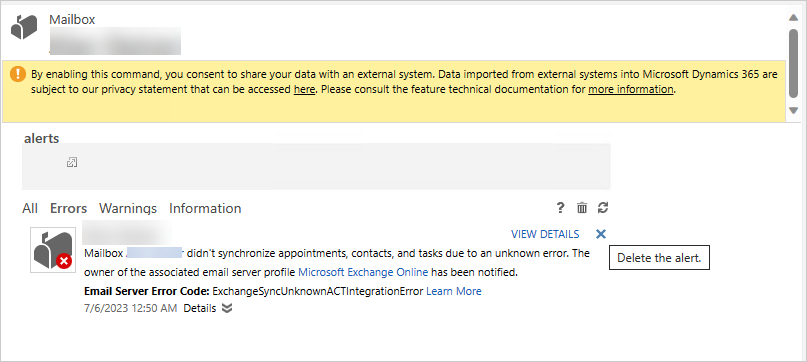 Mailbox
By enabling this command, you consent to share your data with an external system. Data imported from external systems into Microsoft Dynamics 365 are
subject to our privacy statement that can be accessed here. Please consult the feature technical documentation for more information.
alerts
All Errors Warnings Information ?
VIEW DETAILS
Mailbox didn't synchronize appointments, contacts, and tasks due to an unknown error. The
Delete the alert.
owner of the associated email server profile Microsoft Exchange Online has been notified.
Email Server Error Code: ExchangeSyncUnknownACTIntegrationError Learn More
7/6/2023 12:50 AM Details